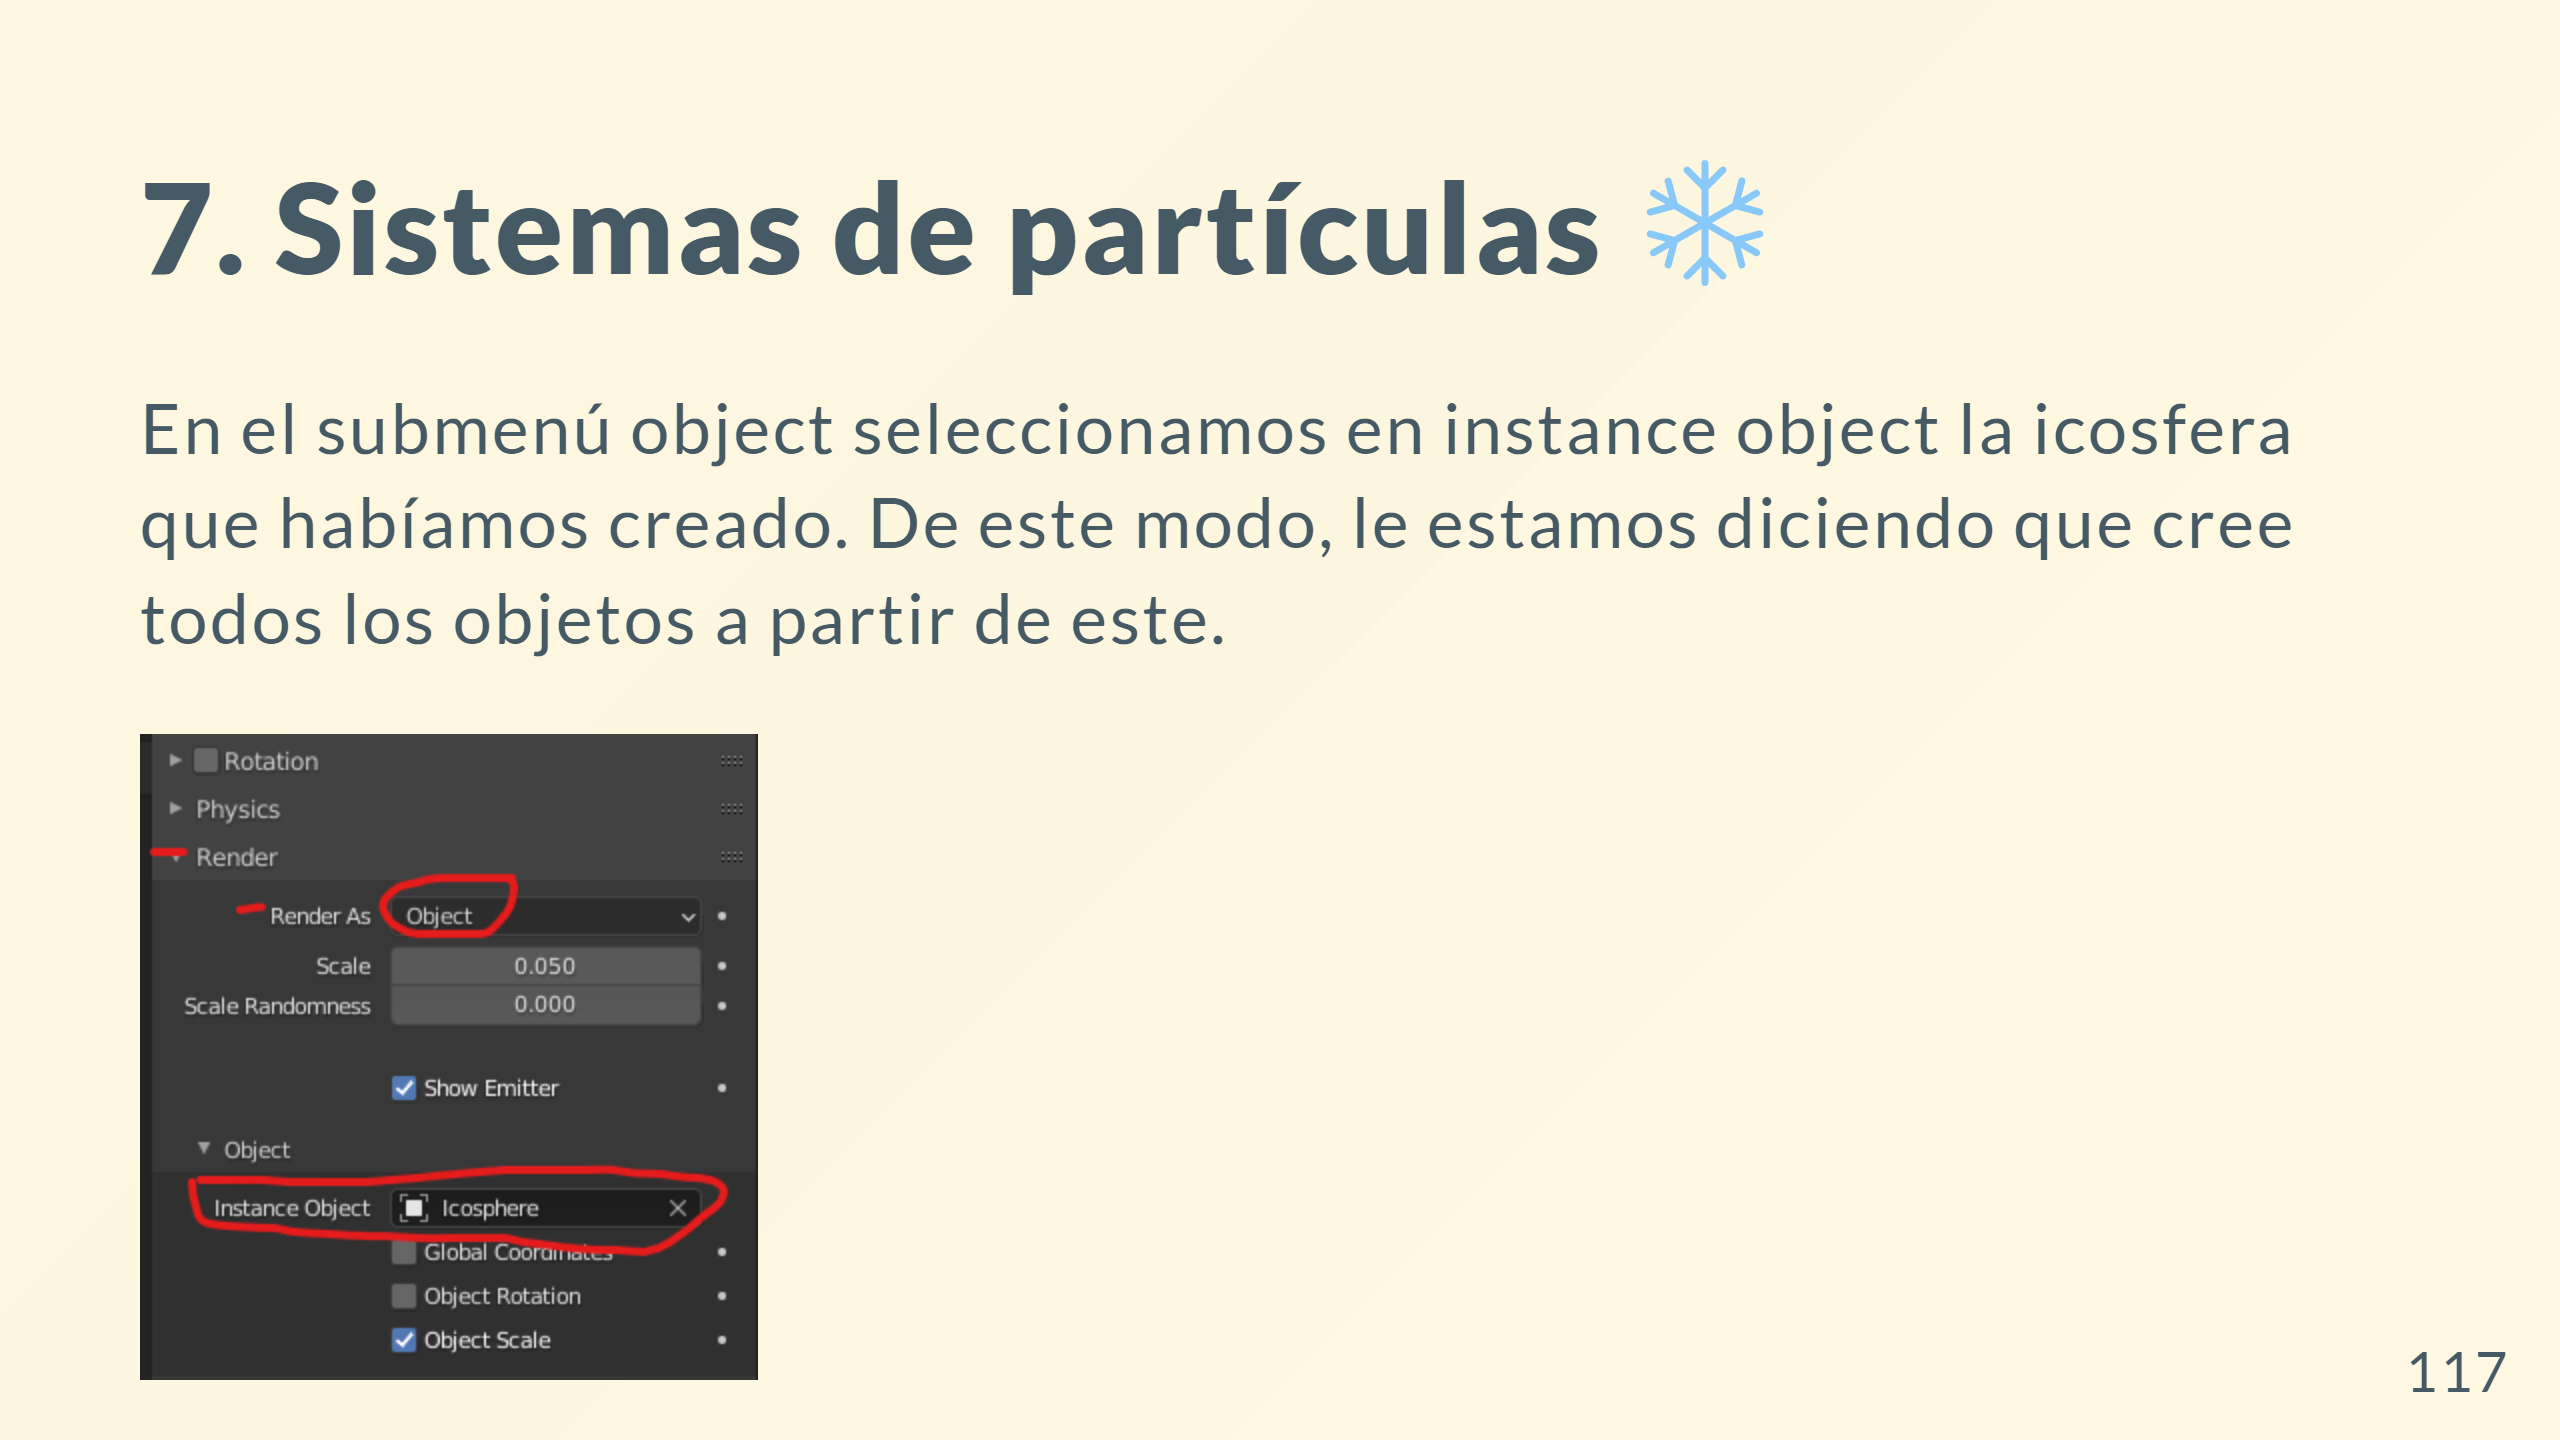 7. Sistemas de partículas ❄
En el submenú object seleccionamos en instance object la icosfera
que habíamos creado. De este modo, le estamos diciendo que cree
todos los objetos a partir de este.
Rotation
Physics
Render
Render As Object
Scale 0.050
Scale Randomness 0.000
Show Emitter
Object
Instance Object Icosphere
Global Coordinates
Object Rotation
Object Scale
117